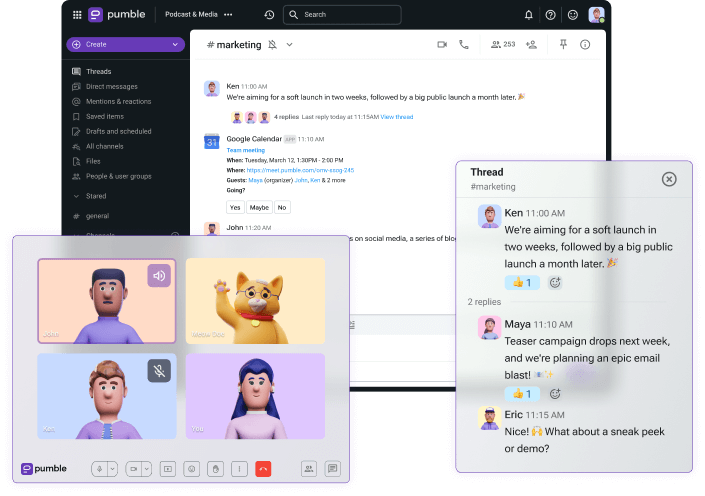 pumble
Podcast & Media
Search
Create
# marketing
253
Threads
Direct messages
Mentions & reactions
Saved items
Drafts and scheduled
All channels
Files
People & user groups
Stared
# general
Channels
Ken 11:00 AM
We're aiming for a soft launch in two weeks, followed by a big public launch a month later. 🎉
4 replies Last reply today at 11:15AM View thread
31
Google Calendar APP 11:10 AM
Team meeting
When: Tuesday, March 12, 1:30PM - 2:00 PM
Where: https://meet.pumble.com/omv-scog-245
Guests: Maya (organizer) John, Ken & 2 more
Going?
Yes Maybe No
John 11:20 AM
s on social media, a series of blog
Thread
#marketing
Ken 11:00 AM
We're aiming for a soft launch in
two weeks, followed by a big public
launch a month later. 🎉
👍 1
2 replies
Maya 11:10 AM
Teaser campaign drops next week,
and we're planning an epic email
blast! 📧✨
👍 1
Eric 11:15 AM
Nice! 🙌 What about a sneak peek
or demo?
John
Ken
You
pumble